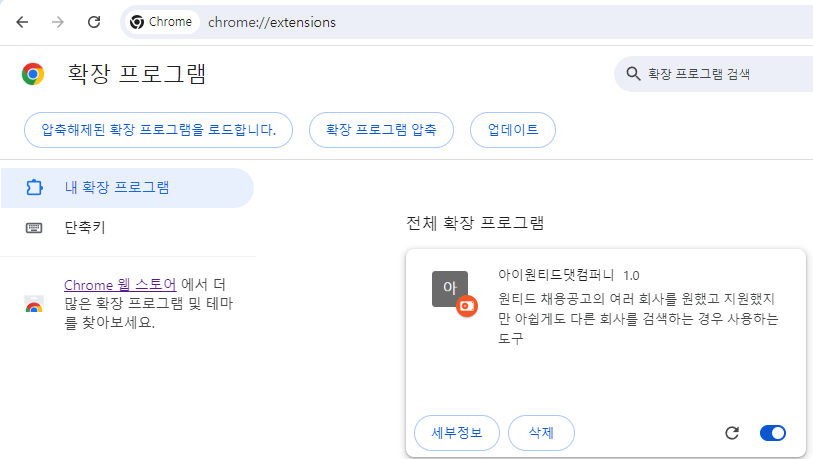 Chrome
chrome://extensions
확장 프로그램
확장 프로그램 검색
압축해제된 확장 프로그램을 로드합니다.
확장 프로그램 압축
업데이트
내 확장 프로그램
단축키
Chrome 웹 스토어 에서 더
많은 확장 프로그램 및 테마
를 찾아보세요.
전체 확장 프로그램
아
아이원티드댓컴퍼니 1.0
원티드 채용공고의 여러 회사를 원했고 지원했지
만 아쉽게도 다른 회사를 검색하는 경우 사용하는
도구
세부정보
삭제